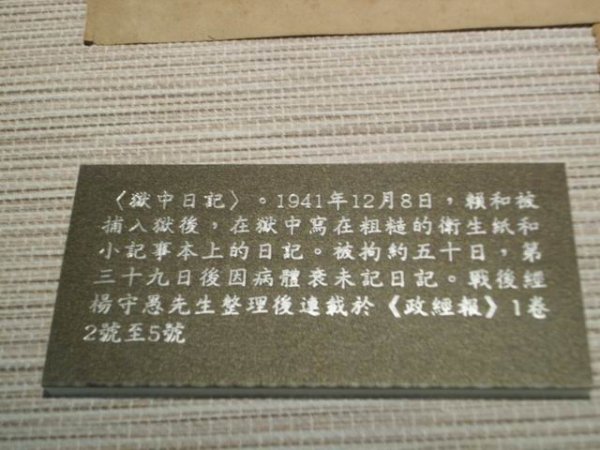 〈獄中日記〉。1941年12月8日，賴和被
捕入獄後，在獄中寫在粗糙的衛生紙和
小記事本上的日記。被拘約五十日，第
三十九日後因病體衰未記日記。戰後經
楊守愚先生整理後連載於《政經報》1卷
2號至5號